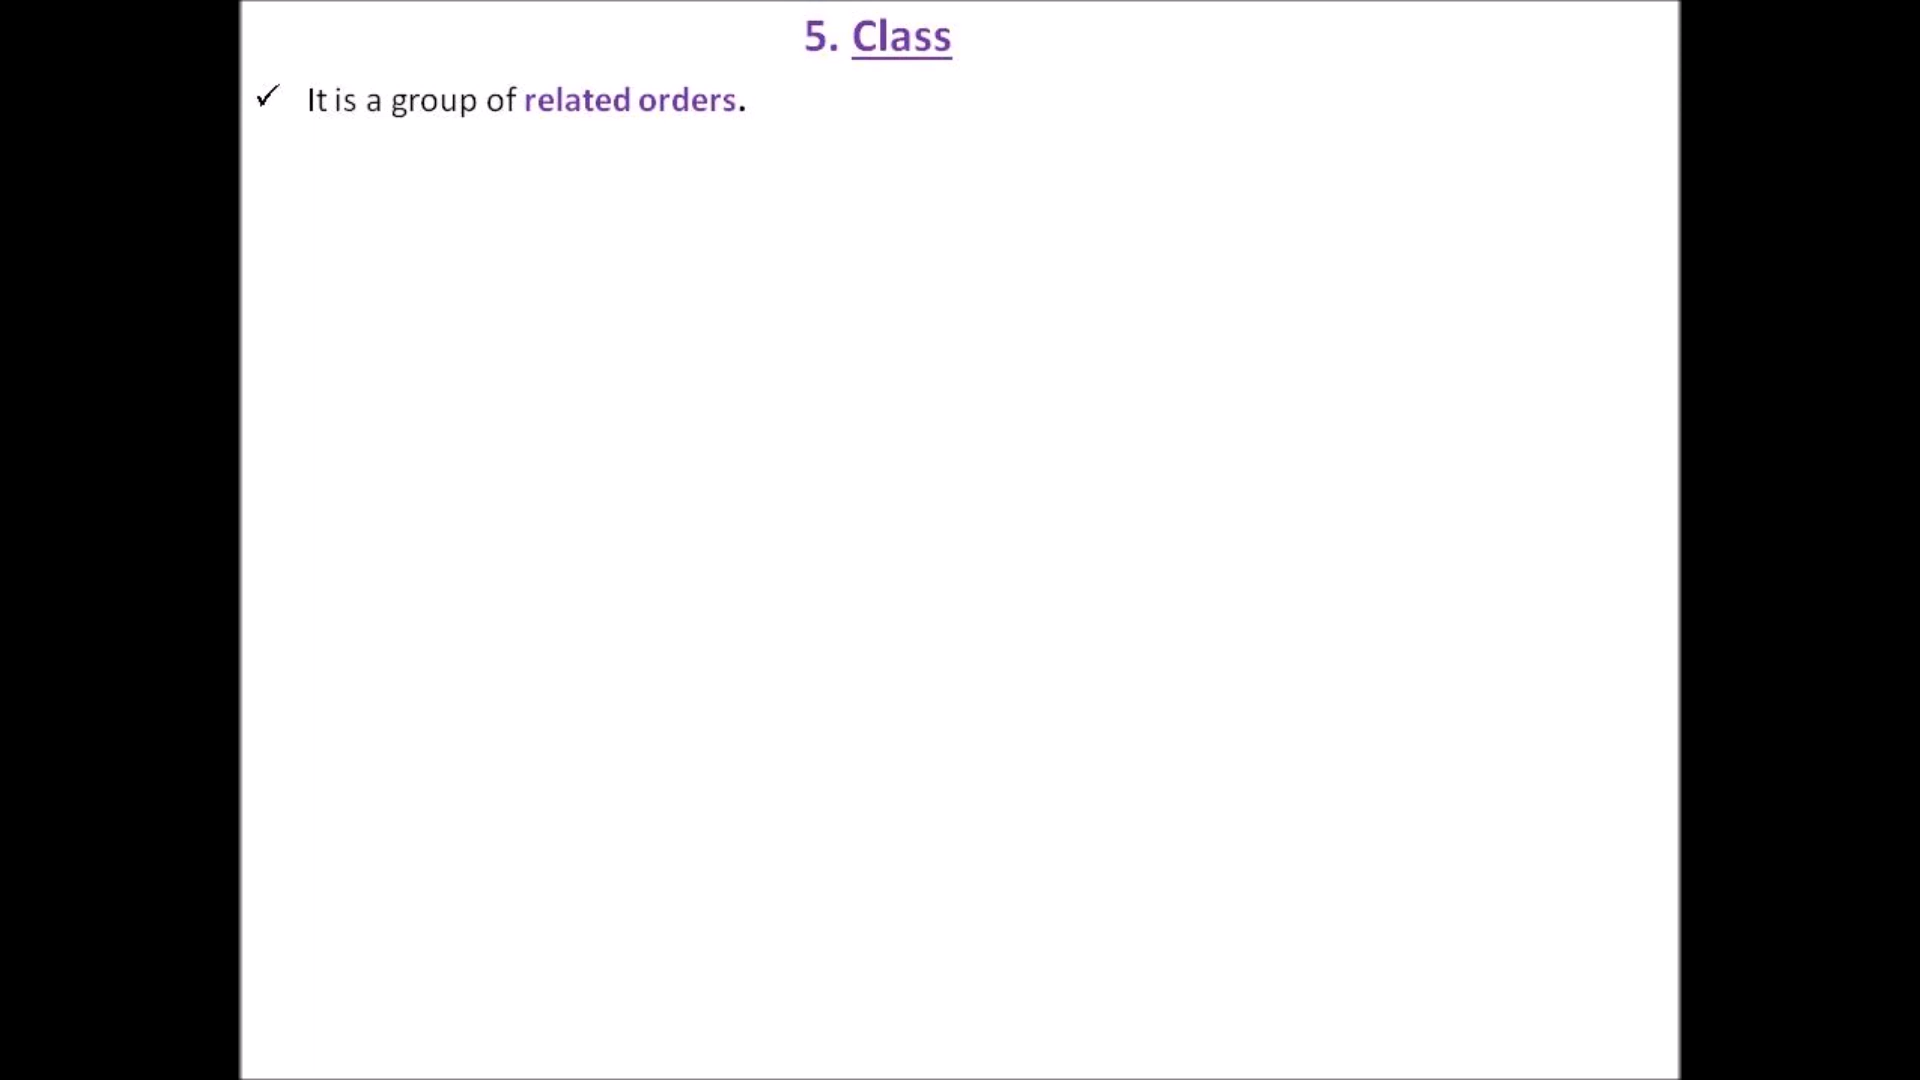 5. Class
✓ It is a group of related orders.